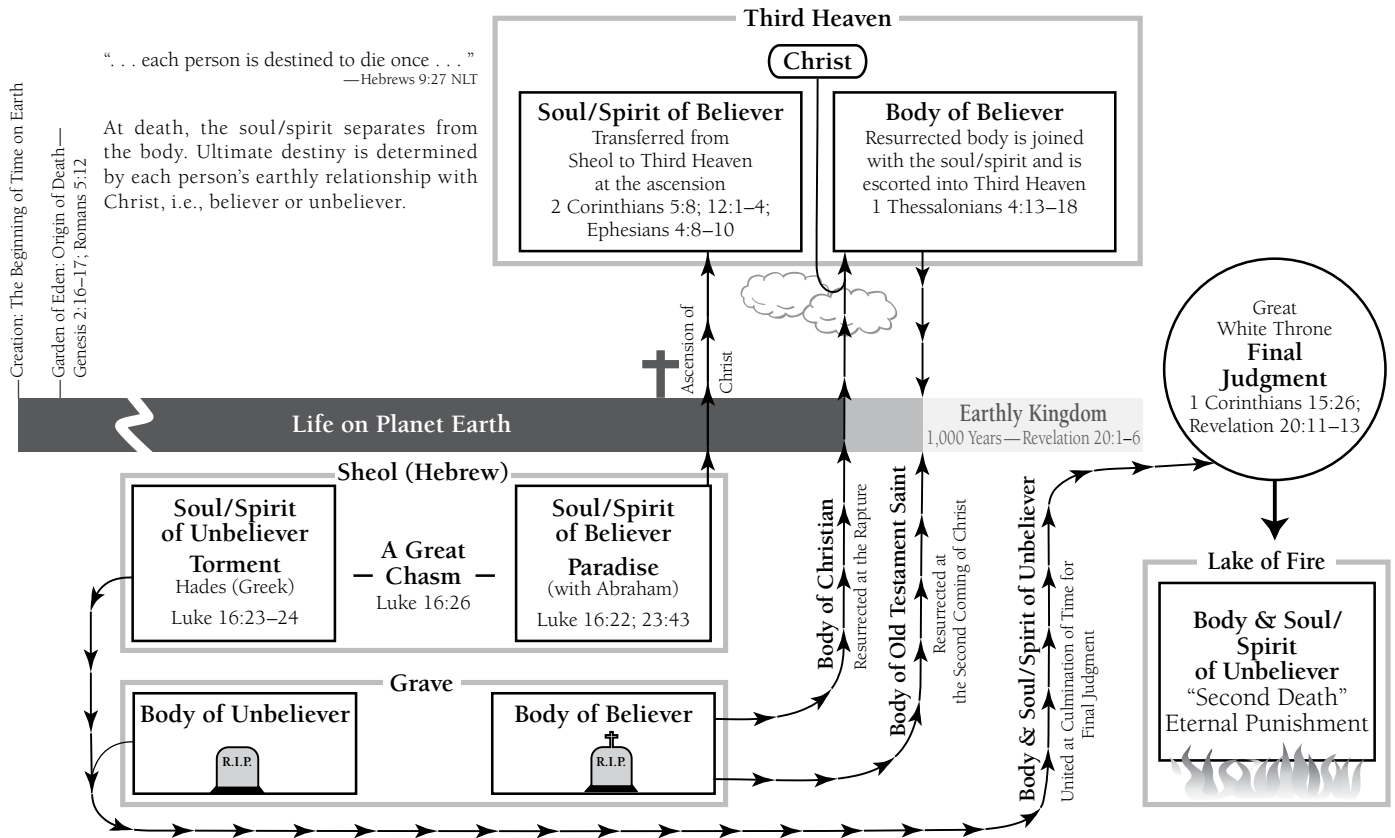 Third Heaven
Christ
Soul/Spirit of Believer
Transferred from
Sheol to Third Heaven
at the ascension
2 Corinthians 5:8; 12:1–4;
Ephesians 4:8–10
Body of Believer
Resurrected body is joined
with the soul/spirit and is
escorted into Third Heaven
1 Thessalonians 4:13–18
“. . . each person is destined to die once . . . ”
—Hebrews 9:27 NLT
At death, the soul/spirit separates from
the body. Ultimate destiny is determined
by each person’s earthly relationship with
Christ, i.e., believer or unbeliever.
Creation: The Beginning of Time on Earth
Garden of Eden: Origin of Death—
Genesis 2:16–17; Romans 5:12
Ascension of
Christ
Life on Planet Earth
Earthly Kingdom
1,000 Years—Revelation 20:1–6
Great
White Throne
Final
Judgment
1 Corinthians 15:26;
Revelation 20:11–13
Sheol (Hebrew)
Soul/Spirit
of Unbeliever
Torment
Hades (Greek)
Luke 16:23–24
A Great
Chasm
Luke 16:26
Soul/Spirit
of Believer
Paradise
(with Abraham)
Luke 16:22; 23:43
Grave
Body of Unbeliever
R.I.P.
Body of Believer
R.I.P.
Body of Christian
Resurrected at the Rapture
Body of Old Testament Saint
Resurrected at
the Second Coming of Christ
Body & Soul/Spirit of Unbeliever
United at Culmination of Time for
Final Judgment
Lake of Fire
Body & Soul/
Spirit
of Unbeliever
“Second Death”
Eternal Punishment